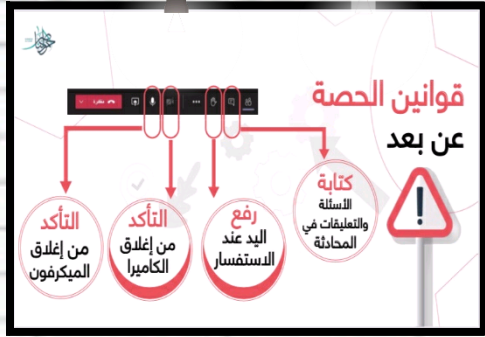 قوانين الحصة
عن بعد
مغادرة
كتابة
الأسئلة
والتعليقات في
المحادثة
رفع
اليد عند
الاستفسار
التأكد
من إغلاق
الكاميرا
التأكد
من إغلاق
الميكرفون